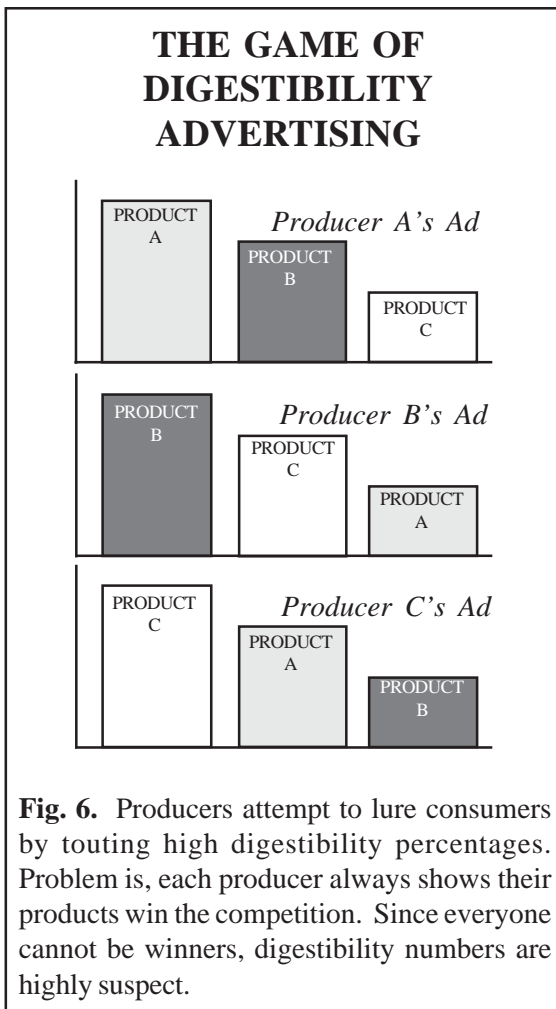 THE GAME OF
DIGESTIBILITY
ADVERTISING
PRODUCT
A
Producer A's Ad
PRODUCT
B
PRODUCT
C
PRODUCT
B
Producer B's Ad
PRODUCT
C
PRODUCT
A
PRODUCT
C
Producer C's Ad
PRODUCT
A
PRODUCT
B
Fig. 6. Producers attempt to lure consumers
by touting high digestibility percentages.
Problem is, each producer always shows their
products win the competition. Since everyone
cannot be winners, digestibility numbers are
highly suspect.